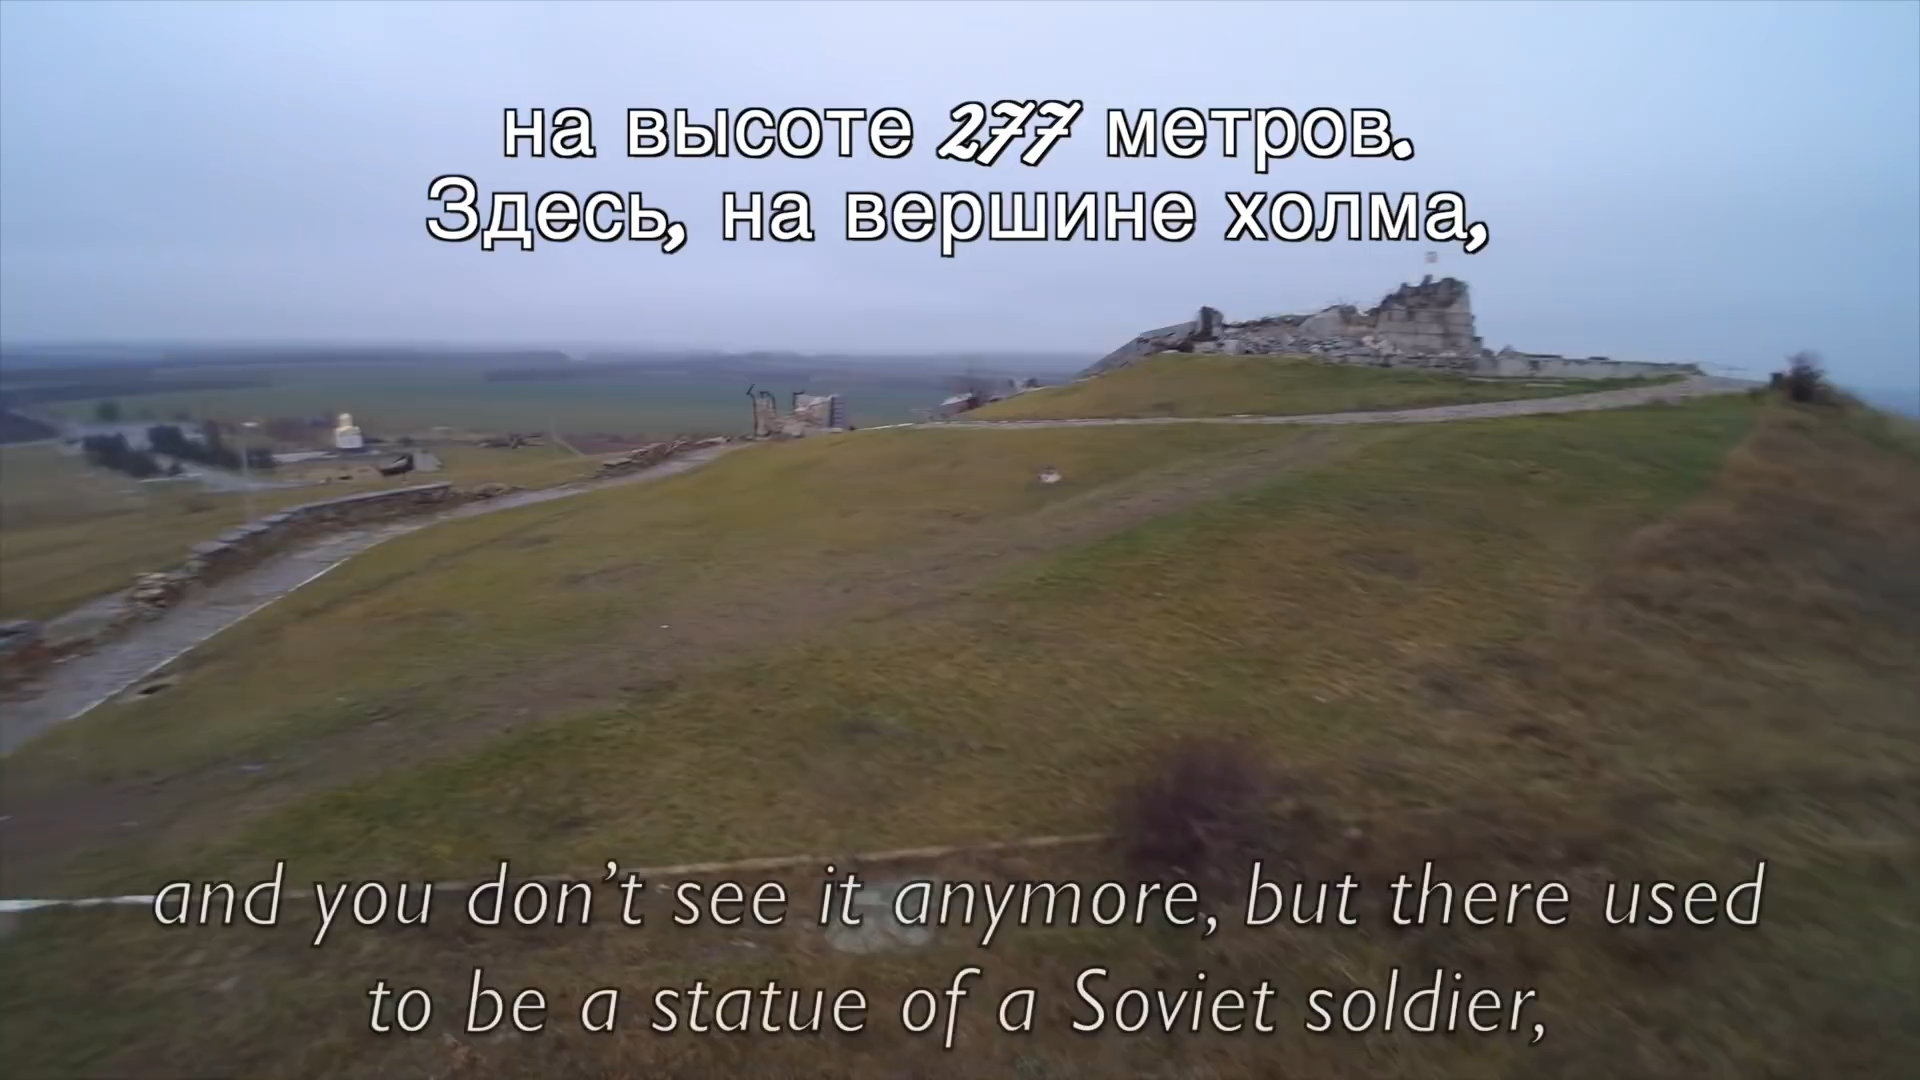 на высоте 277 метров.
Здесь, на вершине холма,
and you don't see it anymore, but there used
to be a statue of a Soviet soldier,